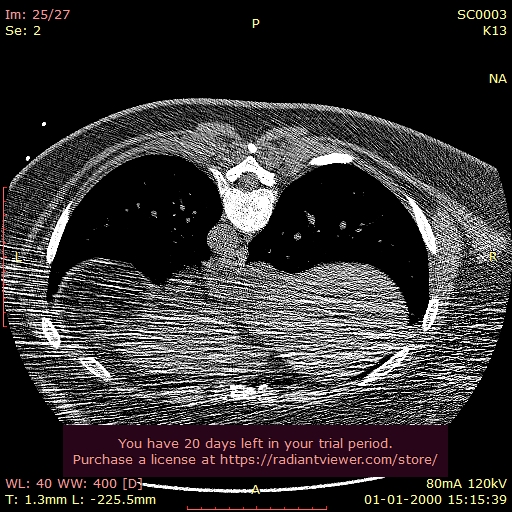 Im: 25/27
Se: 2
P
SC0003
K13
NA
L
R
You have 20 days left in your trial period.
Purchase a license at https://radiantviewer.com/store/
WL: 40 WW: 400 [D]
T: 1.3mm L: -225.5mm
A
80mA 120kV
01-01-2000 15:15:39